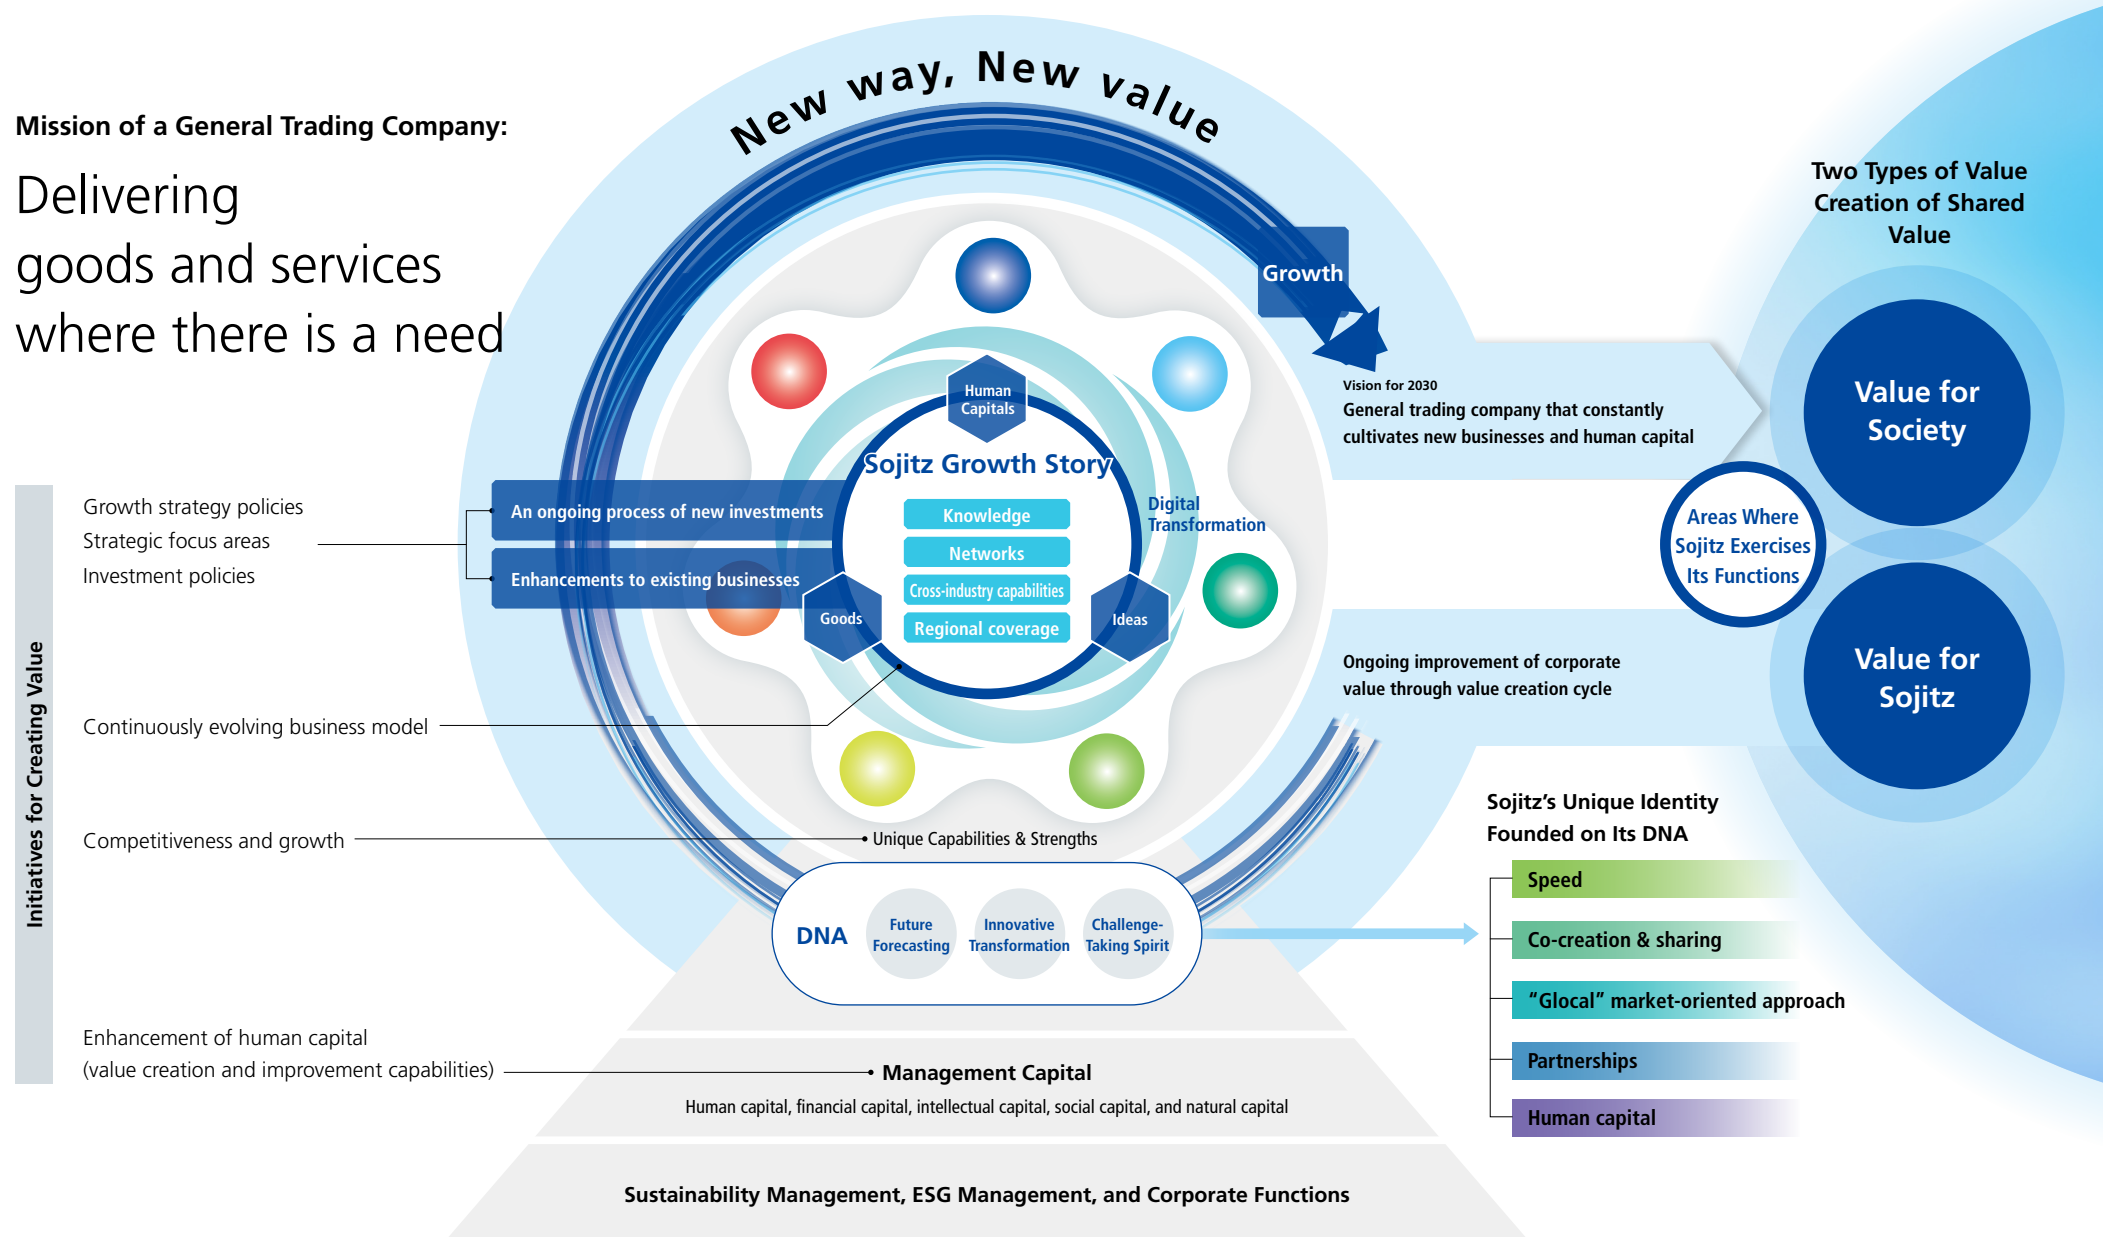 New way, New value
Mission of a General Trading Company:
Delivering
goods and services
where there is a need
Growth
Two Types of Value
Creation of Shared
Value
Value for
Society
Vision for 2030
General trading company that constantly
cultivates new businesses and human capital
Human
Capitals
Sojitz Growth Story
Knowledge
Networks
Cross-industry capabilities
Regional coverage
Goods
Ideas
Digital
Transformation
Areas Where
Sojitz Exercises
Its Functions
Value for
Sojitz
Ongoing improvement of corporate
value through value creation cycle
Initiatives for Creating Value
Growth strategy policies
Strategic focus areas
Investment policies
An ongoing process of new investments
Enhancements to existing businesses
Continuously evolving business model
Competitiveness and growth
Unique Capabilities & Strengths
DNA
Future
Forecasting
Innovative
Transformation
Challenge-
Taking Spirit
Sojitz’s Unique Identity
Founded on Its DNA
Speed
Co-creation & sharing
“Glocal” market-oriented approach
Partnerships
Human capital
Enhancement of human capital
(value creation and improvement capabilities)
Management Capital
Human capital, financial capital, intellectual capital, social capital, and natural capital
Sustainability Management, ESG Management, and Corporate Functions